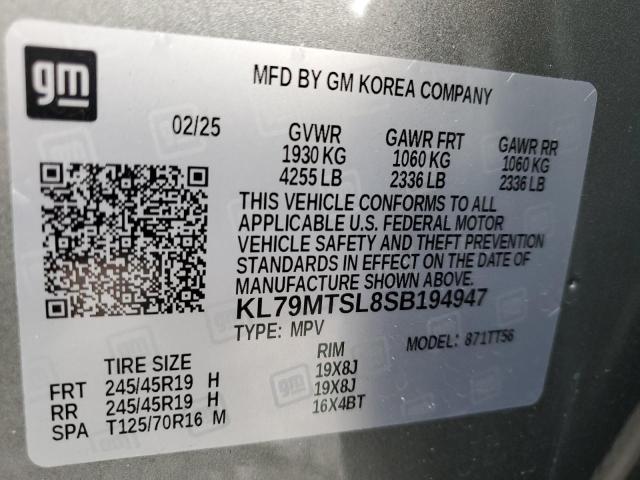 gm
MFD BY GM KOREA COMPANY
02/25
GVWR
1930 KG
4255 LB
GAWR FRT
1060 KG
2336 LB
GAWR RR
1060 KG
2336 LB
THIS VEHICLE CONFORMS TO ALL
APPLICABLE U.S. FEDERAL MOTOR
VEHICLE SAFETY AND THEFT PREVENTION
STANDARDS IN EFFECT ON THE DATE OF
MANUFACTURE SHOWN ABOVE.
KL79MTSL8SB194947
TYPE: MPV
MODEL: 871TT56
TIRE SIZE
RIM
FRT 245/45R19 H 19X8J
RR 245/45R19 H 19X8J
SPA T125/70R16 M 16X4BT